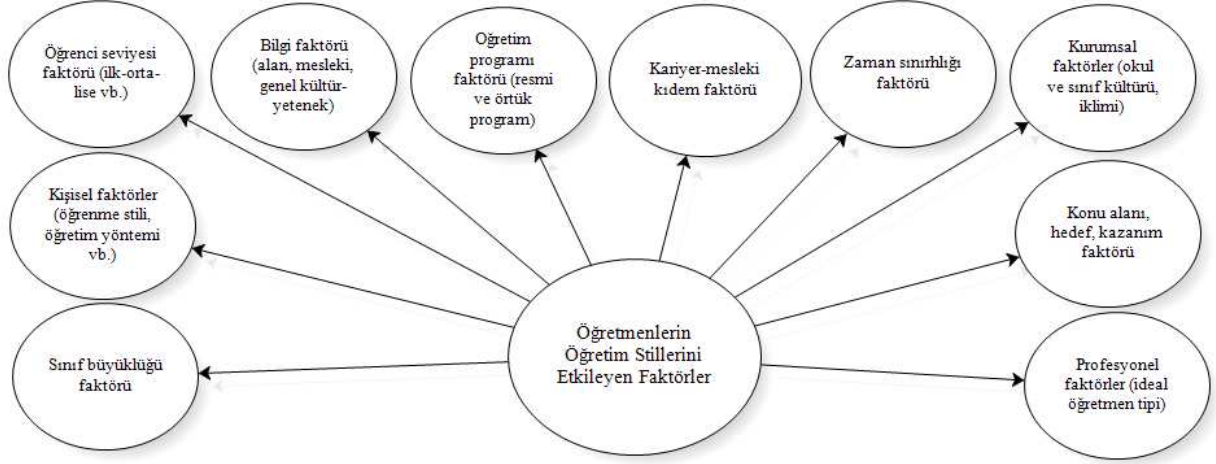 Öğrenci seviyesi
faktörü (ilk-orta-
lise vb.)
Bilgi faktörü
(alan, mesleki,
genel kültür-
yetenek)
Oğretim
programı
faktörü (resmi
ve örtük
program)
Kariyer-mesleki
kıdem faktörü
Zaman sınırlılığı
faktörü
Kurumsal
faktörler (okul
ve sınıf kültürü,
iklimi)
Kişisel faktörler
(öğrenme stili,
öğretim yöntemi
vb.)
Konu alanı,
hedef, kazanım
faktörü
Sınıf büyüklüğü
faktörü
Öğretmenlerin
Öğretim Stillerini
Etkileyen Faktörler
Profesyonel
faktörler (ideal
öğretmen tipi)